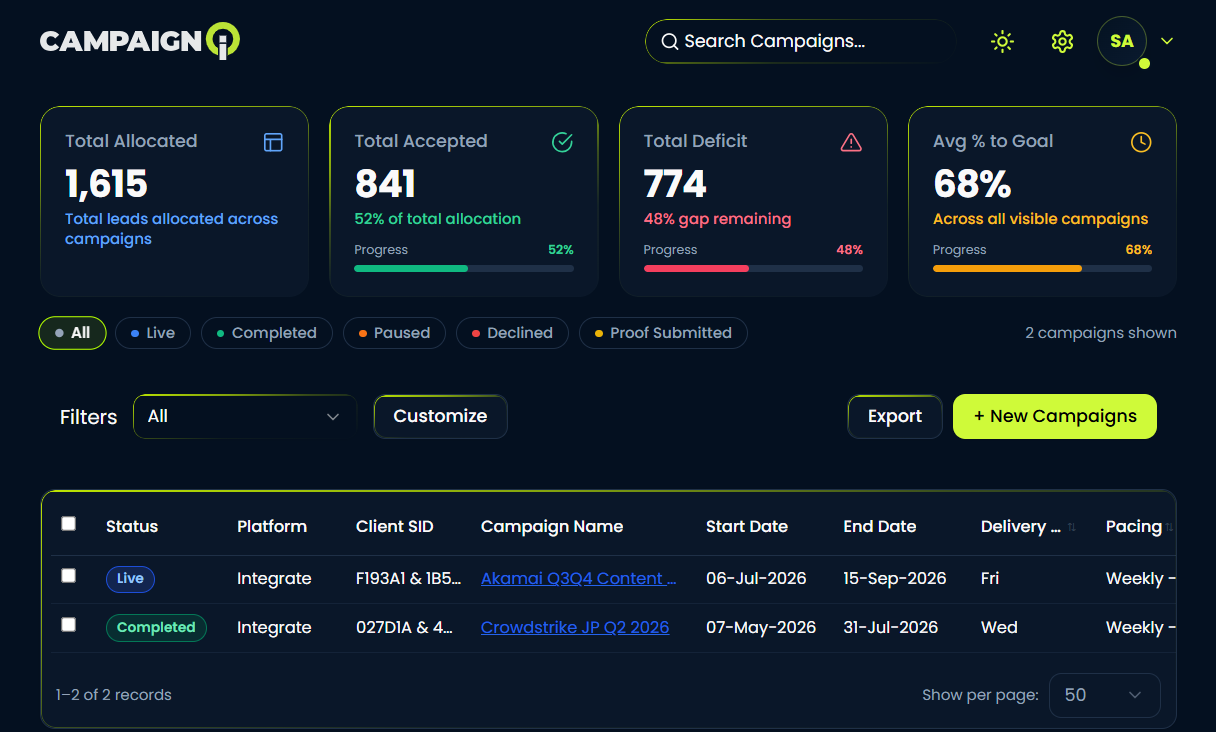 CAMPAIGN
Search Campaigns...
SA
Total Allocated
1,615
Total leads allocated across
campaigns
Total Accepted
841
52% of total allocation
Progress 52%
Total Deficit
774
48% gap remaining
Progress 48%
Avg % to Goal
68%
Across all visible campaigns
Progress 68%
All Live Completed Paused Declined Proof Submitted 2 campaigns shown
Filters All Customize Export + New Campaigns
Status Platform Client SID Campaign Name Start Date End Date Delivery ... Pacing
Live Integrate F193A1 & 1B5... Akamai Q3Q4 Content ... 06-Jul-2026 15-Sep-2026 Fri Weekly -
Completed Integrate 027D1A & 4... Crowdstrike JP Q2 2026 07-May-2026 31-Jul-2026 Wed Weekly -
1–2 of 2 records Show per page: 50